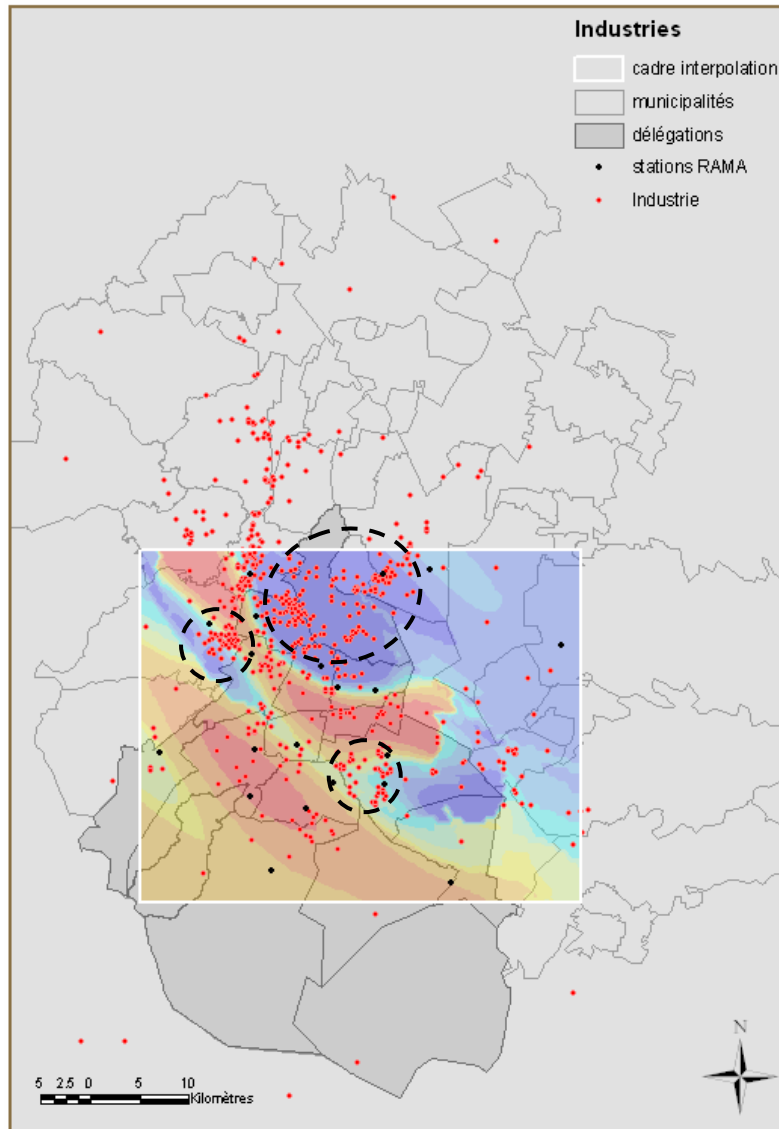 Industries
cadre interpolation
municipalités
délégations
stations RAMA
Industrie
N
5 2.5 0 5 10
Kilomètres